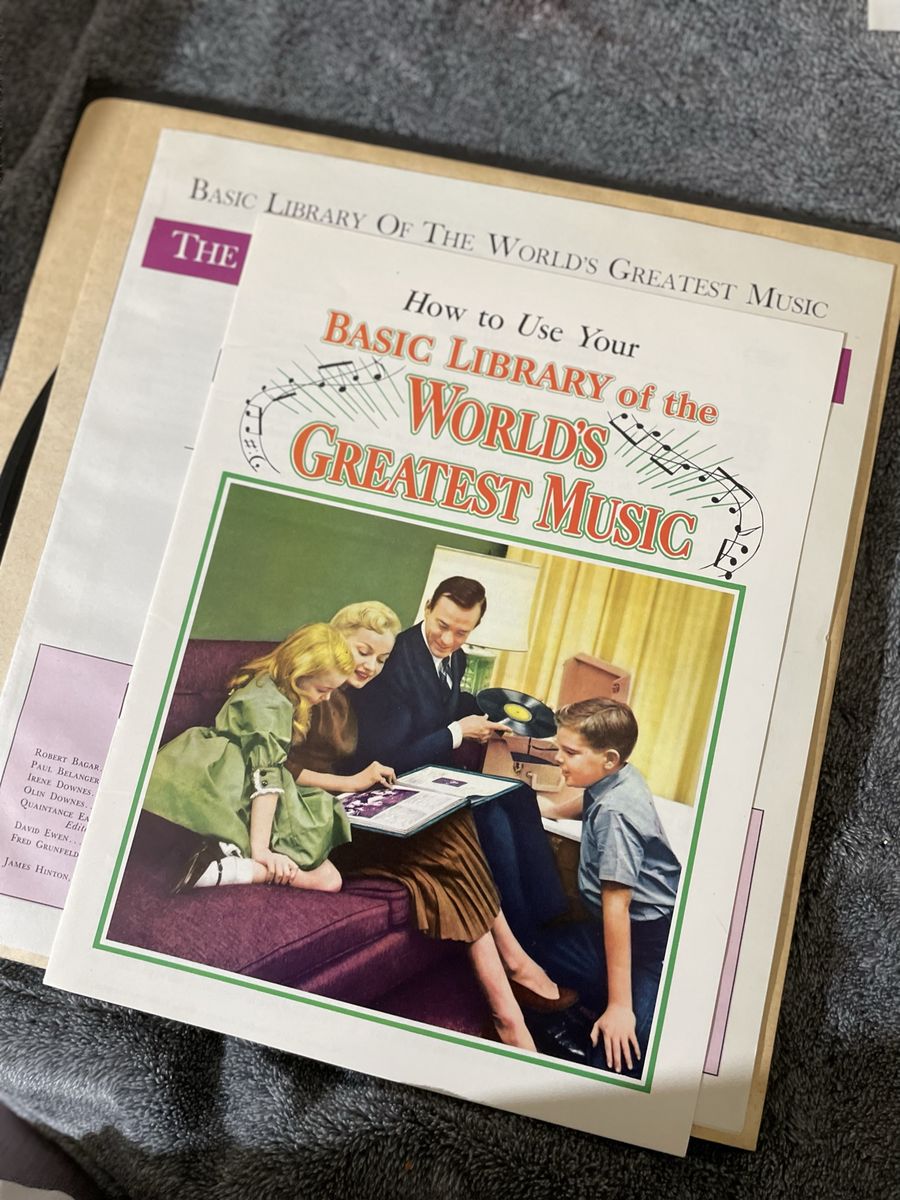 BASIC LIBRARY OF THE WORLD'S GREATEST MUSIC
THE
How to Use Your
BASIC LIBRARY of the
WORLD'S
GREATEST MUSIC
ROBERT BAGAR
PAUL BELANGER
IRENE DOWNES
OLIN DOWNES
QUAINTANCE EA
Edit
DAVID EWEN
FRED GRUNFELD
JAMES HINTON,